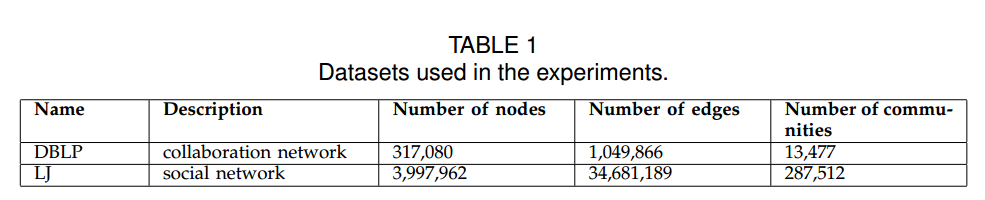 TABLE 1
Datasets used in the experiments.
Name Description Number of nodes Number of edges Number of commu-
nities
DBLP collaboration network 317,080 1,049,866 13,477
LJ social network 3,997,962 34,681,189 287,512